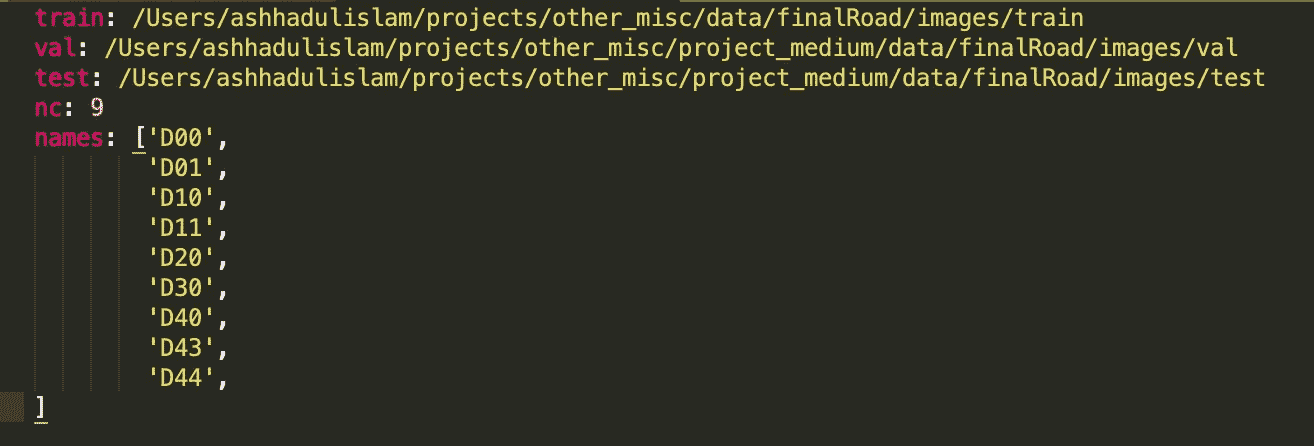 train: /Users/ashhadulislam/projects/other_misc/data/finalRoad/images/train
val: /Users/ashhadulislam/projects/other_misc/project_medium/data/finalRoad/images/val
test: /Users/ashhadulislam/projects/other_misc/project_medium/data/finalRoad/images/test
nc: 9
names: ['D00',
'D01',
'D10',
'D11',
'D20',
'D30',
'D40',
'D43',
'D44',
]